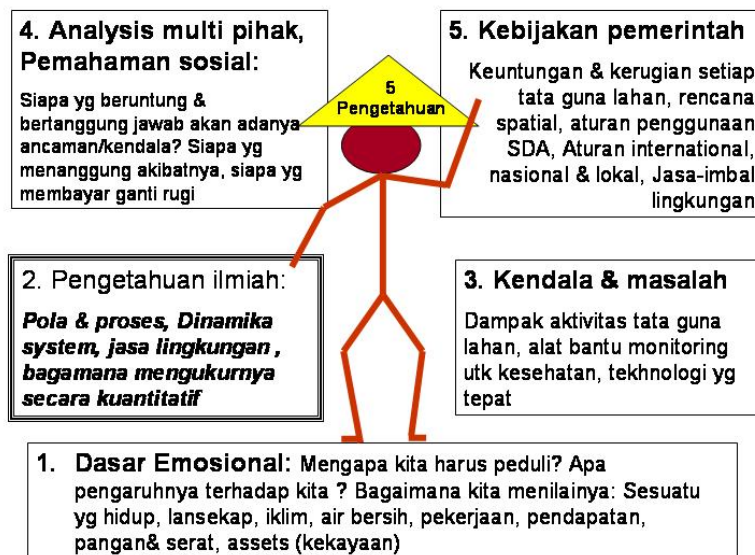 4. Analysis multi pihak,
Pemahaman sosial:
Siapa yg beruntung &
bertanggung jawab akan adanya
ancaman/kendala? Siapa yg
menanggung akibatnya, siapa yg
membayar ganti rugi
5
Pengetahuan
5. Kebijakan pemerintah
Keuntungan & kerugian setiap
tata guna lahan, rencana
spatial, aturan penggunaan
SDA, Aturan international,
nasional & lokal, Jasa-imbal
lingkungan
2. Pengetahuan ilmiah:
Pola & proses, Dinamika
system, jasa lingkungan ,
bagamana mengukurnya
secara kuantitatif
3. Kendala & masalah
Dampak aktivitas tata guna
lahan, alat bantu monitoring
utk kesehatan, tekhnologi yg
tepat
1. Dasar Emosional: Mengapa kita harus peduli? Apa
pengaruhnya terhadap kita ? Bagaimana kita menilainya: Sesuatu
yg hidup, lansekap, iklim, air bersih, pekerjaan, pendapatan,
pangan& serat, assets (kekayaan)